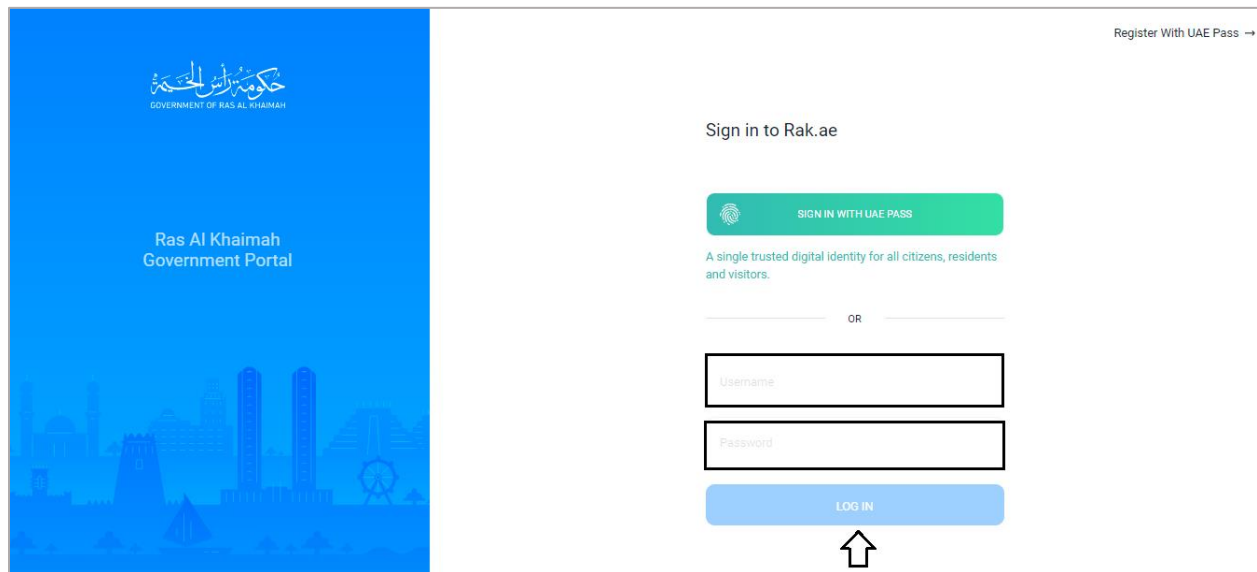 حكومة رأس الخيمة
GOVERNMENT OF RAS AL KHAIMAH
Ras Al Khaimah
Government Portal
Register With UAE Pass →
Sign in to Rak.ae
SIGN IN WITH UAE PASS
A single trusted digital identity for all citizens, residents
and visitors.
OR
Username
Password
LOG IN